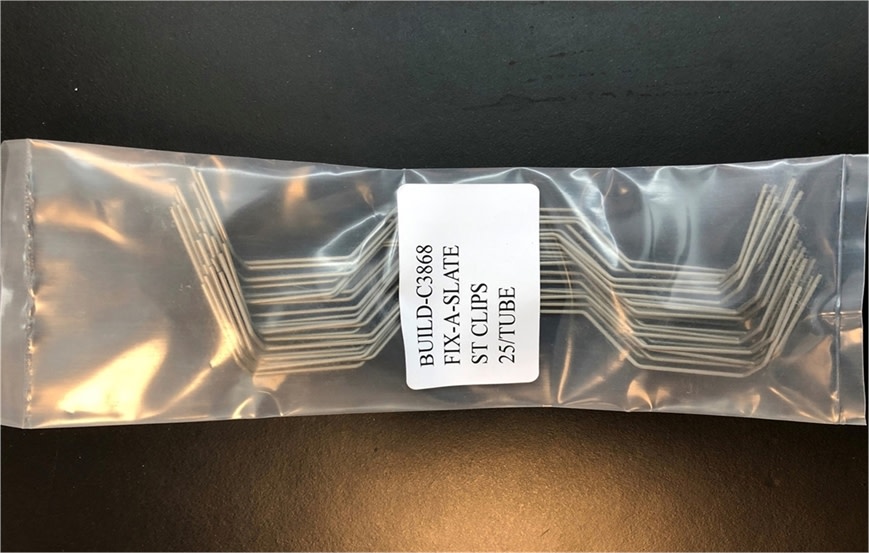 BUILD-C3868
FIX-A-SLATE
ST CLIPS
25/TUBE